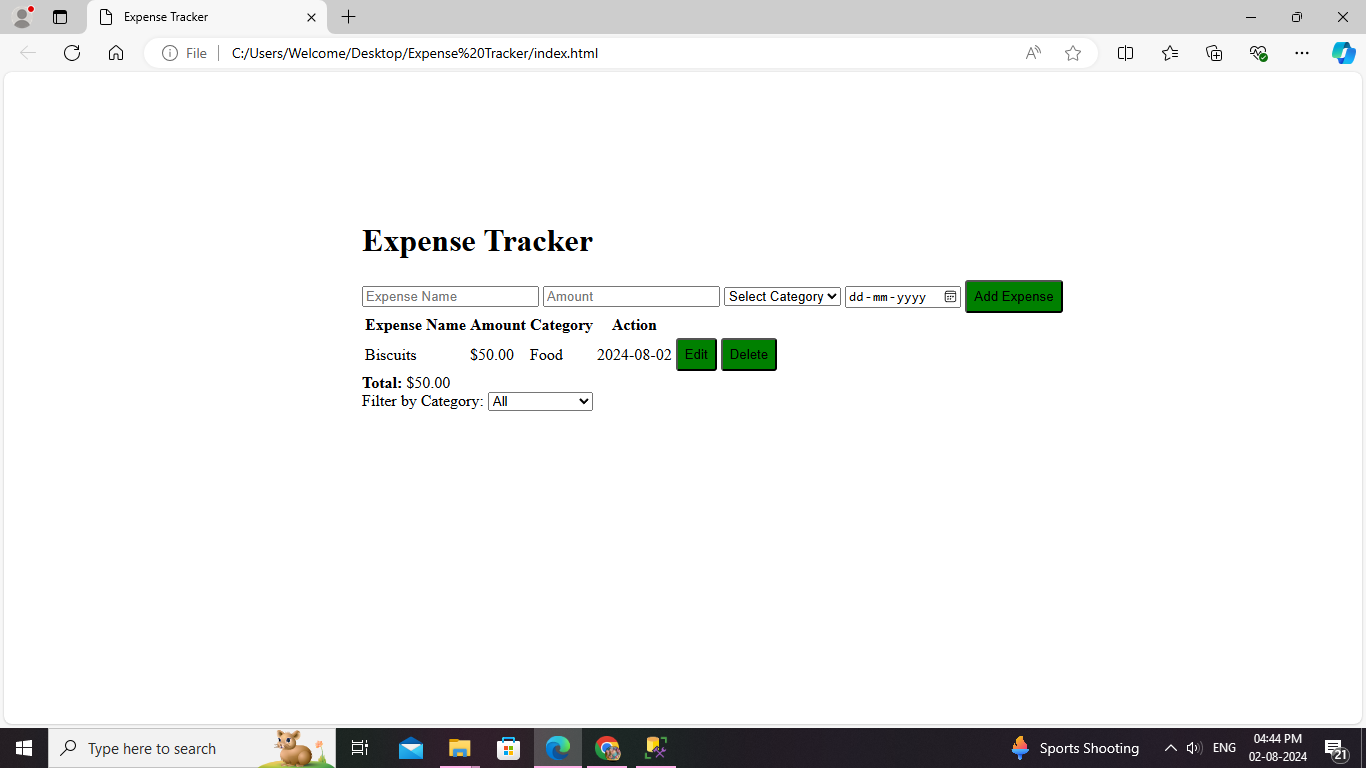 Expense Tracker
File C:/Users/Welcome/Desktop/Expense%20Tracker/index.html
Expense Tracker
Expense Name Amount Select Category dd-mm-yyyy Add Expense
Expense Name Amount Category Action
Biscuits $50.00 Food 2024-08-02 Edit Delete
Total: $50.00
Filter by Category: All
Type here to search Sports Shooting ENG 04:44 PM
02-08-2024 21